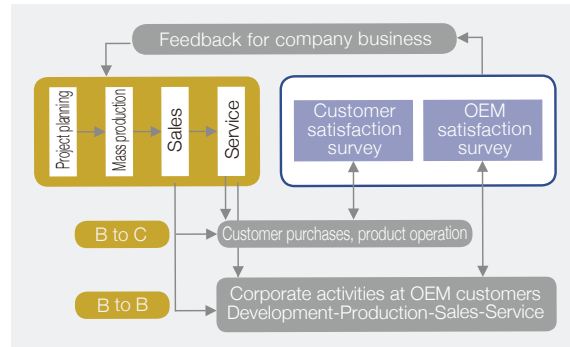 Feedback for company business
Project planning
Mass production
Sales
Service
Customer
satisfaction
survey
OEM
satisfaction
survey
B to C
Customer purchases, product operation
B to B
Corporate activities at OEM customers
Development-Production-Sales-Service